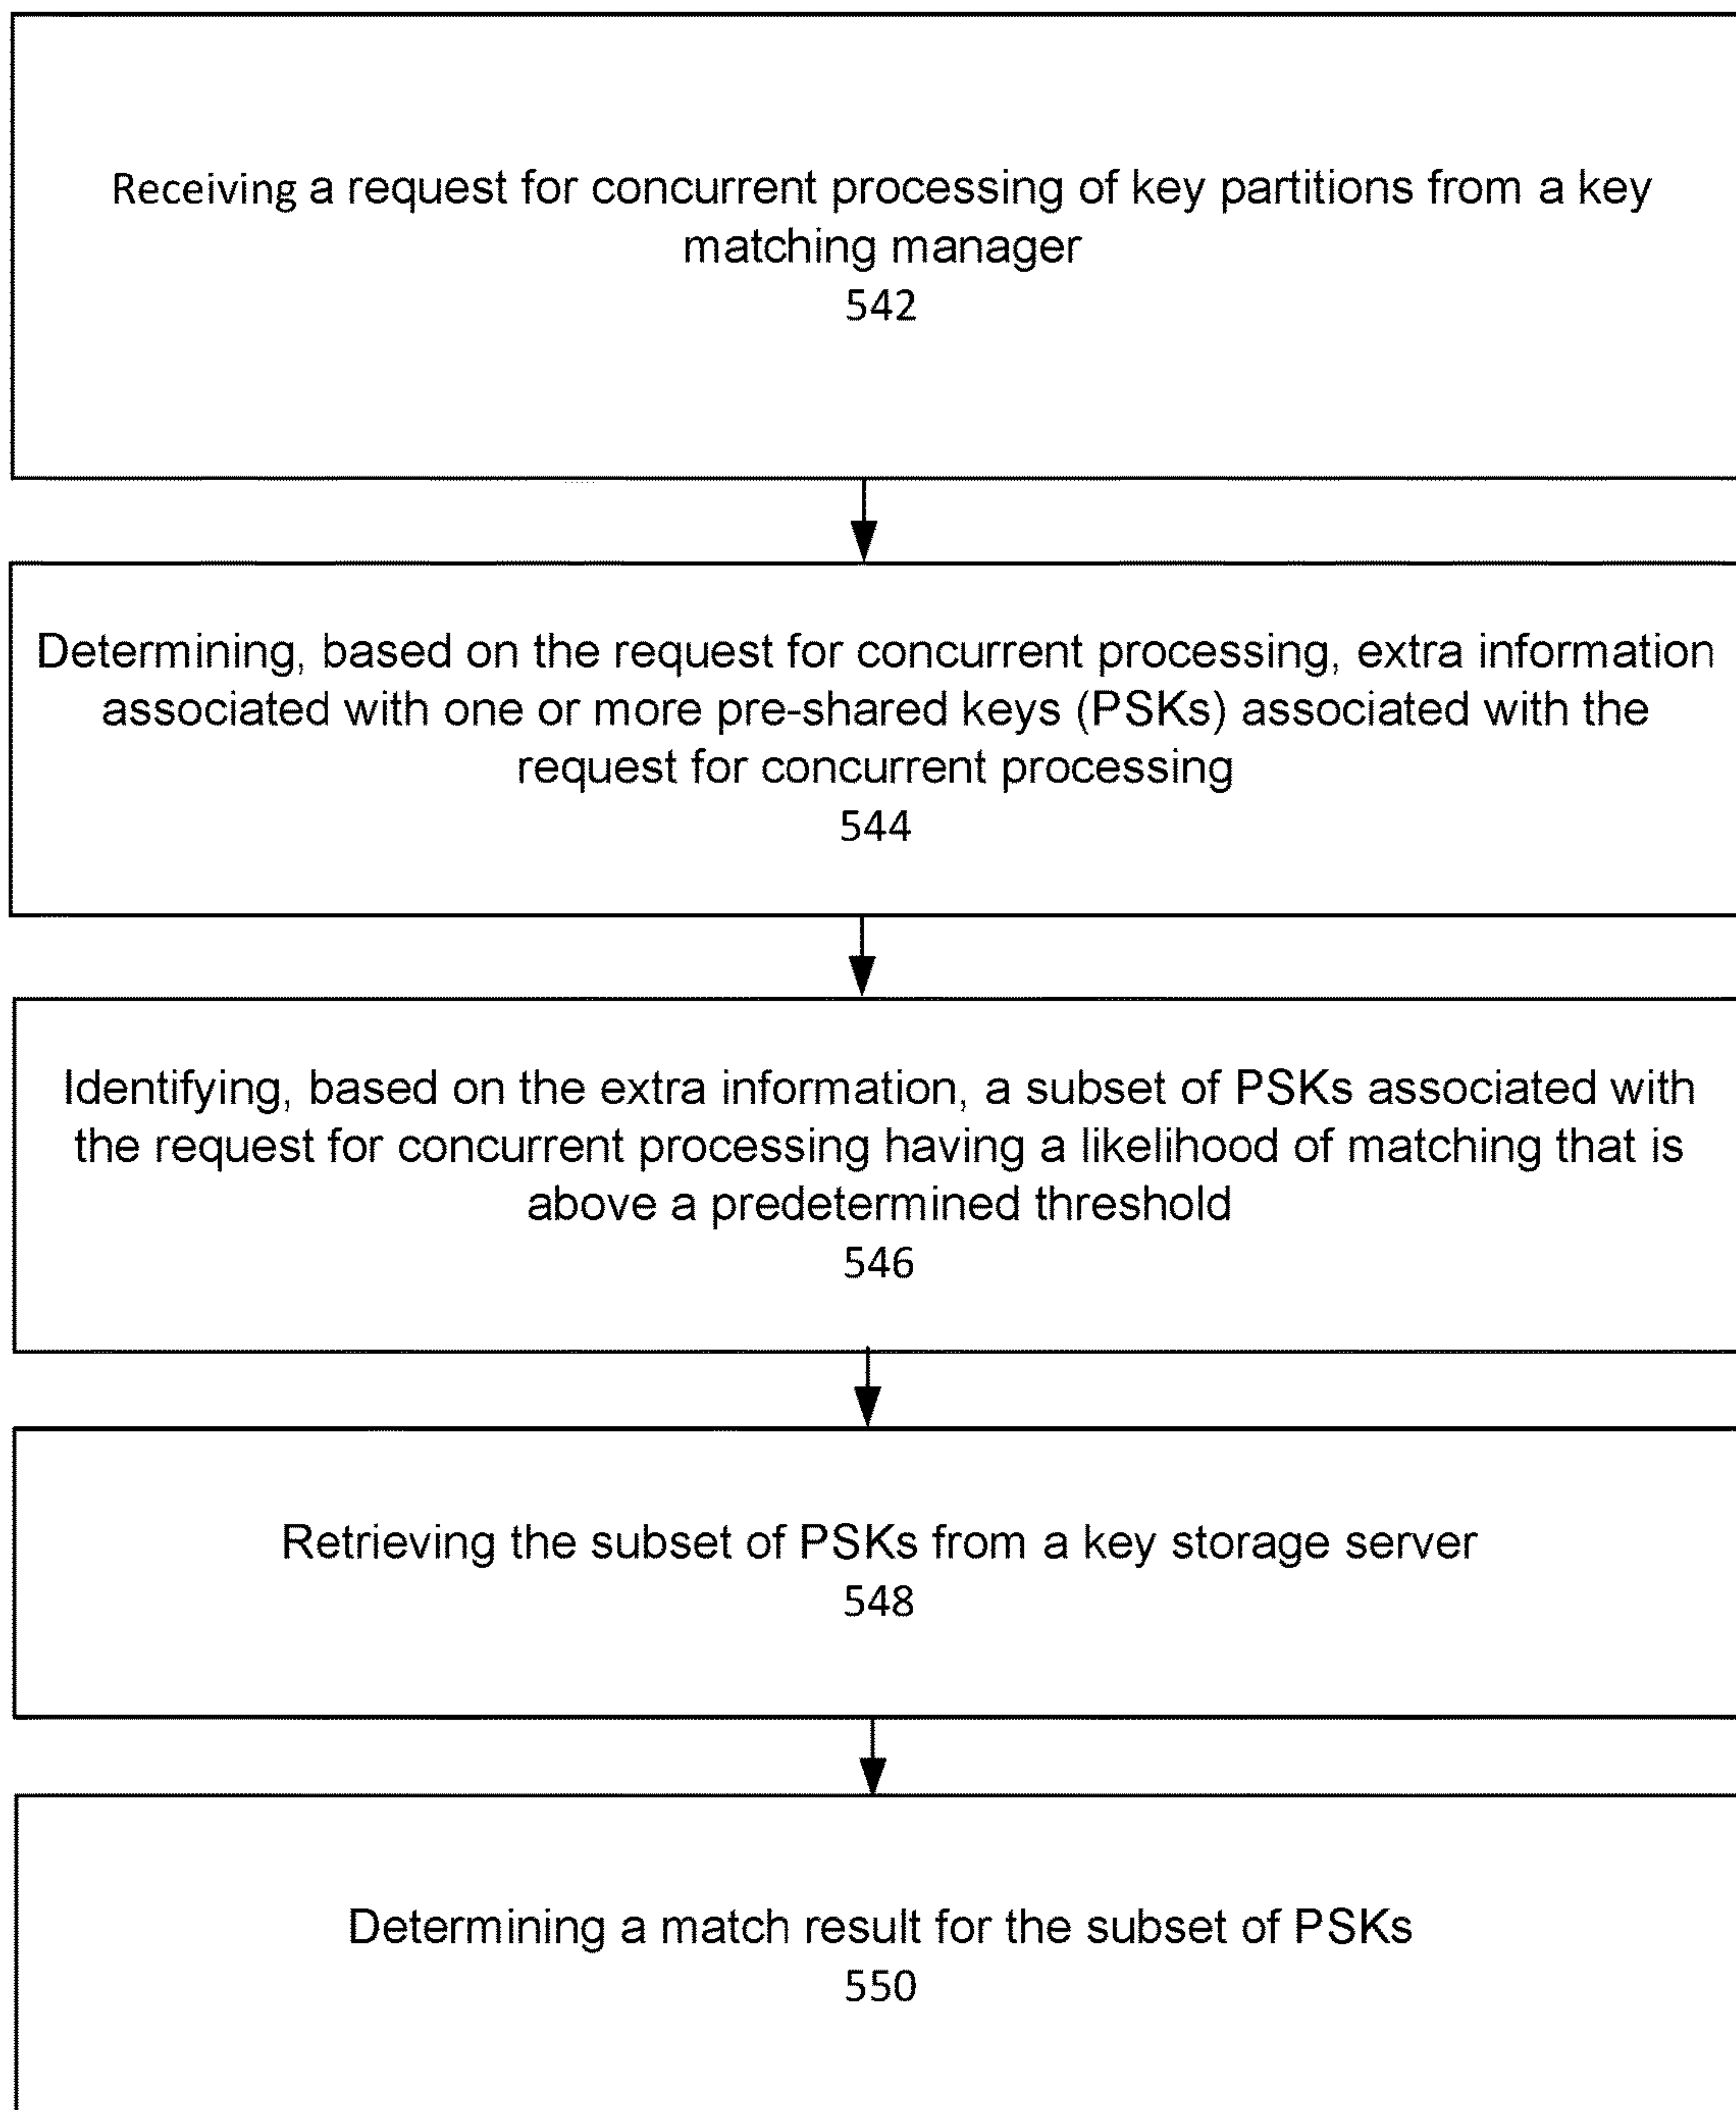 Receiving a request for concurrent processing of key partitions from a key
matching manager
542
Determining, based on the request for concurrent processing, extra information
associated with one or more pre-shared keys (PSKs) associated with the
request for concurrent processing
544
Identifying, based on the extra information, a subset of PSKs associated with
the request for concurrent processing having a likelihood of matching that is
above a predetermined threshold
546
Retrieving the subset of PSKs from a key storage server
548
Determining a match result for the subset of PSKs
550